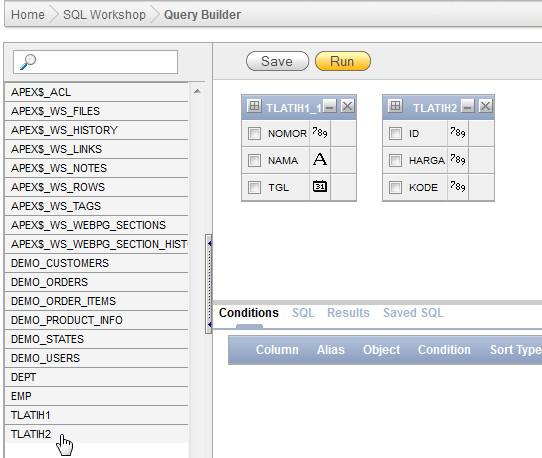 Home SQL Workshop Query Builder
Save Run
APEX$_ACL
APEX$_WS_FILES
APEX$_WS_HISTORY
APEX$_WS_LINKS
APEX$_WS_NOTES
APEX$_WS_ROWS
APEX$_WS_TAGS
APEX$_WS_WEBPG_SECTIONS
APEX$_WS_WEBPG_SECTION_HIST
DEMO_CUSTOMERS
DEMO_ORDERS
DEMO_ORDER_ITEMS
DEMO_PRODUCT_INFO
DEMO_STATES
DEMO_USERS
DEPT
EMP
TLATIH1
TLATIH2
TLATIH1_1
NOMOR 789
NAMA A
TGL 31
TLATIH2
ID 789
HARGA 789
KODE 789
Conditions SQL Results Saved SQL
Column Alias Object Condition Sort Type